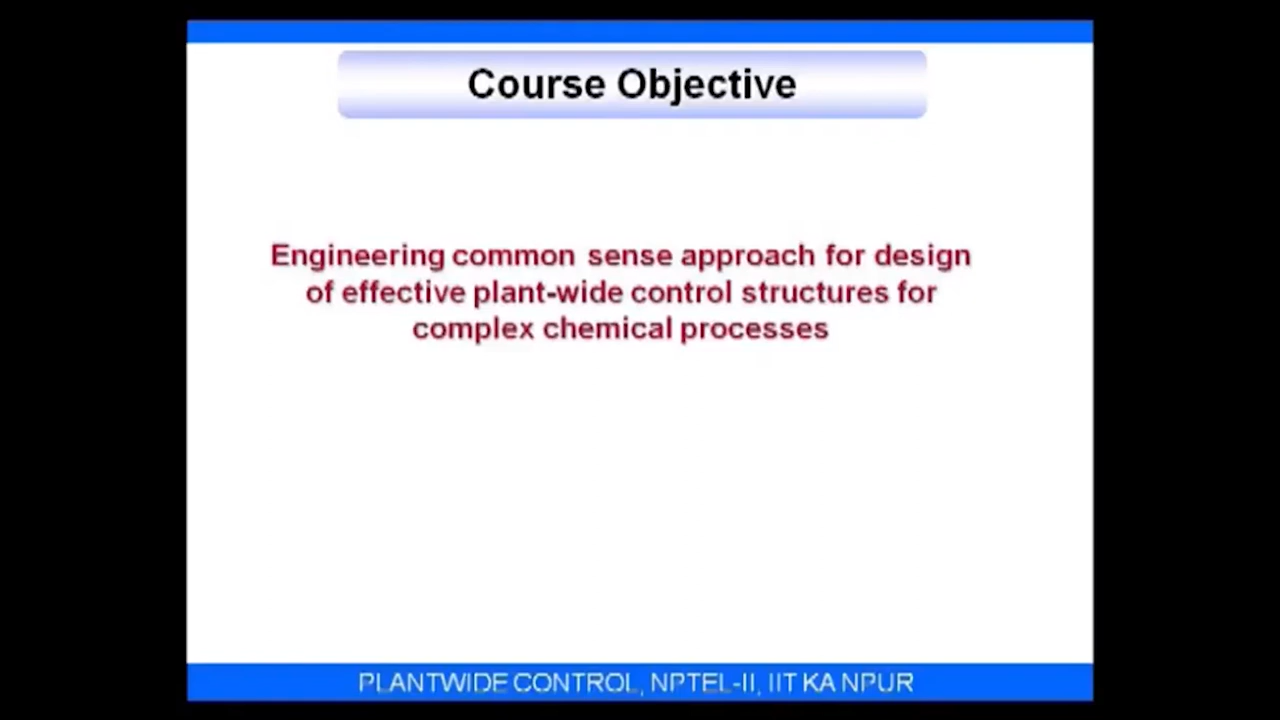 Course Objective
Engineering common sense approach for design
of effective plant-wide control structures for
complex chemical processes
PLANTWIDE CONTROL, NPTEL-II, IIT KANPUR